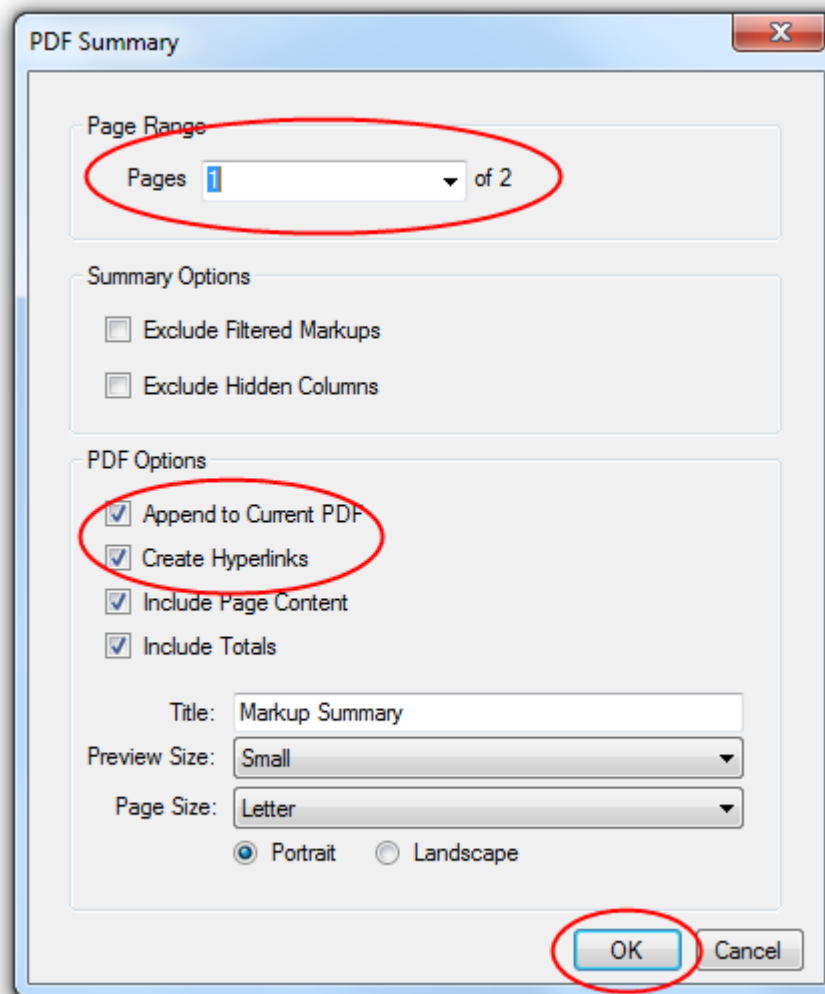 PDF Summary
Page Range
Pages 1 of 2
Summary Options
Exclude Filtered Markups
Exclude Hidden Columns
PDF Options
Append to Current PDF
Create Hyperlinks
Include Page Content
Include Totals
Title: Markup Summary
Preview Size: Small
Page Size: Letter
Portrait Landscape
OK Cancel